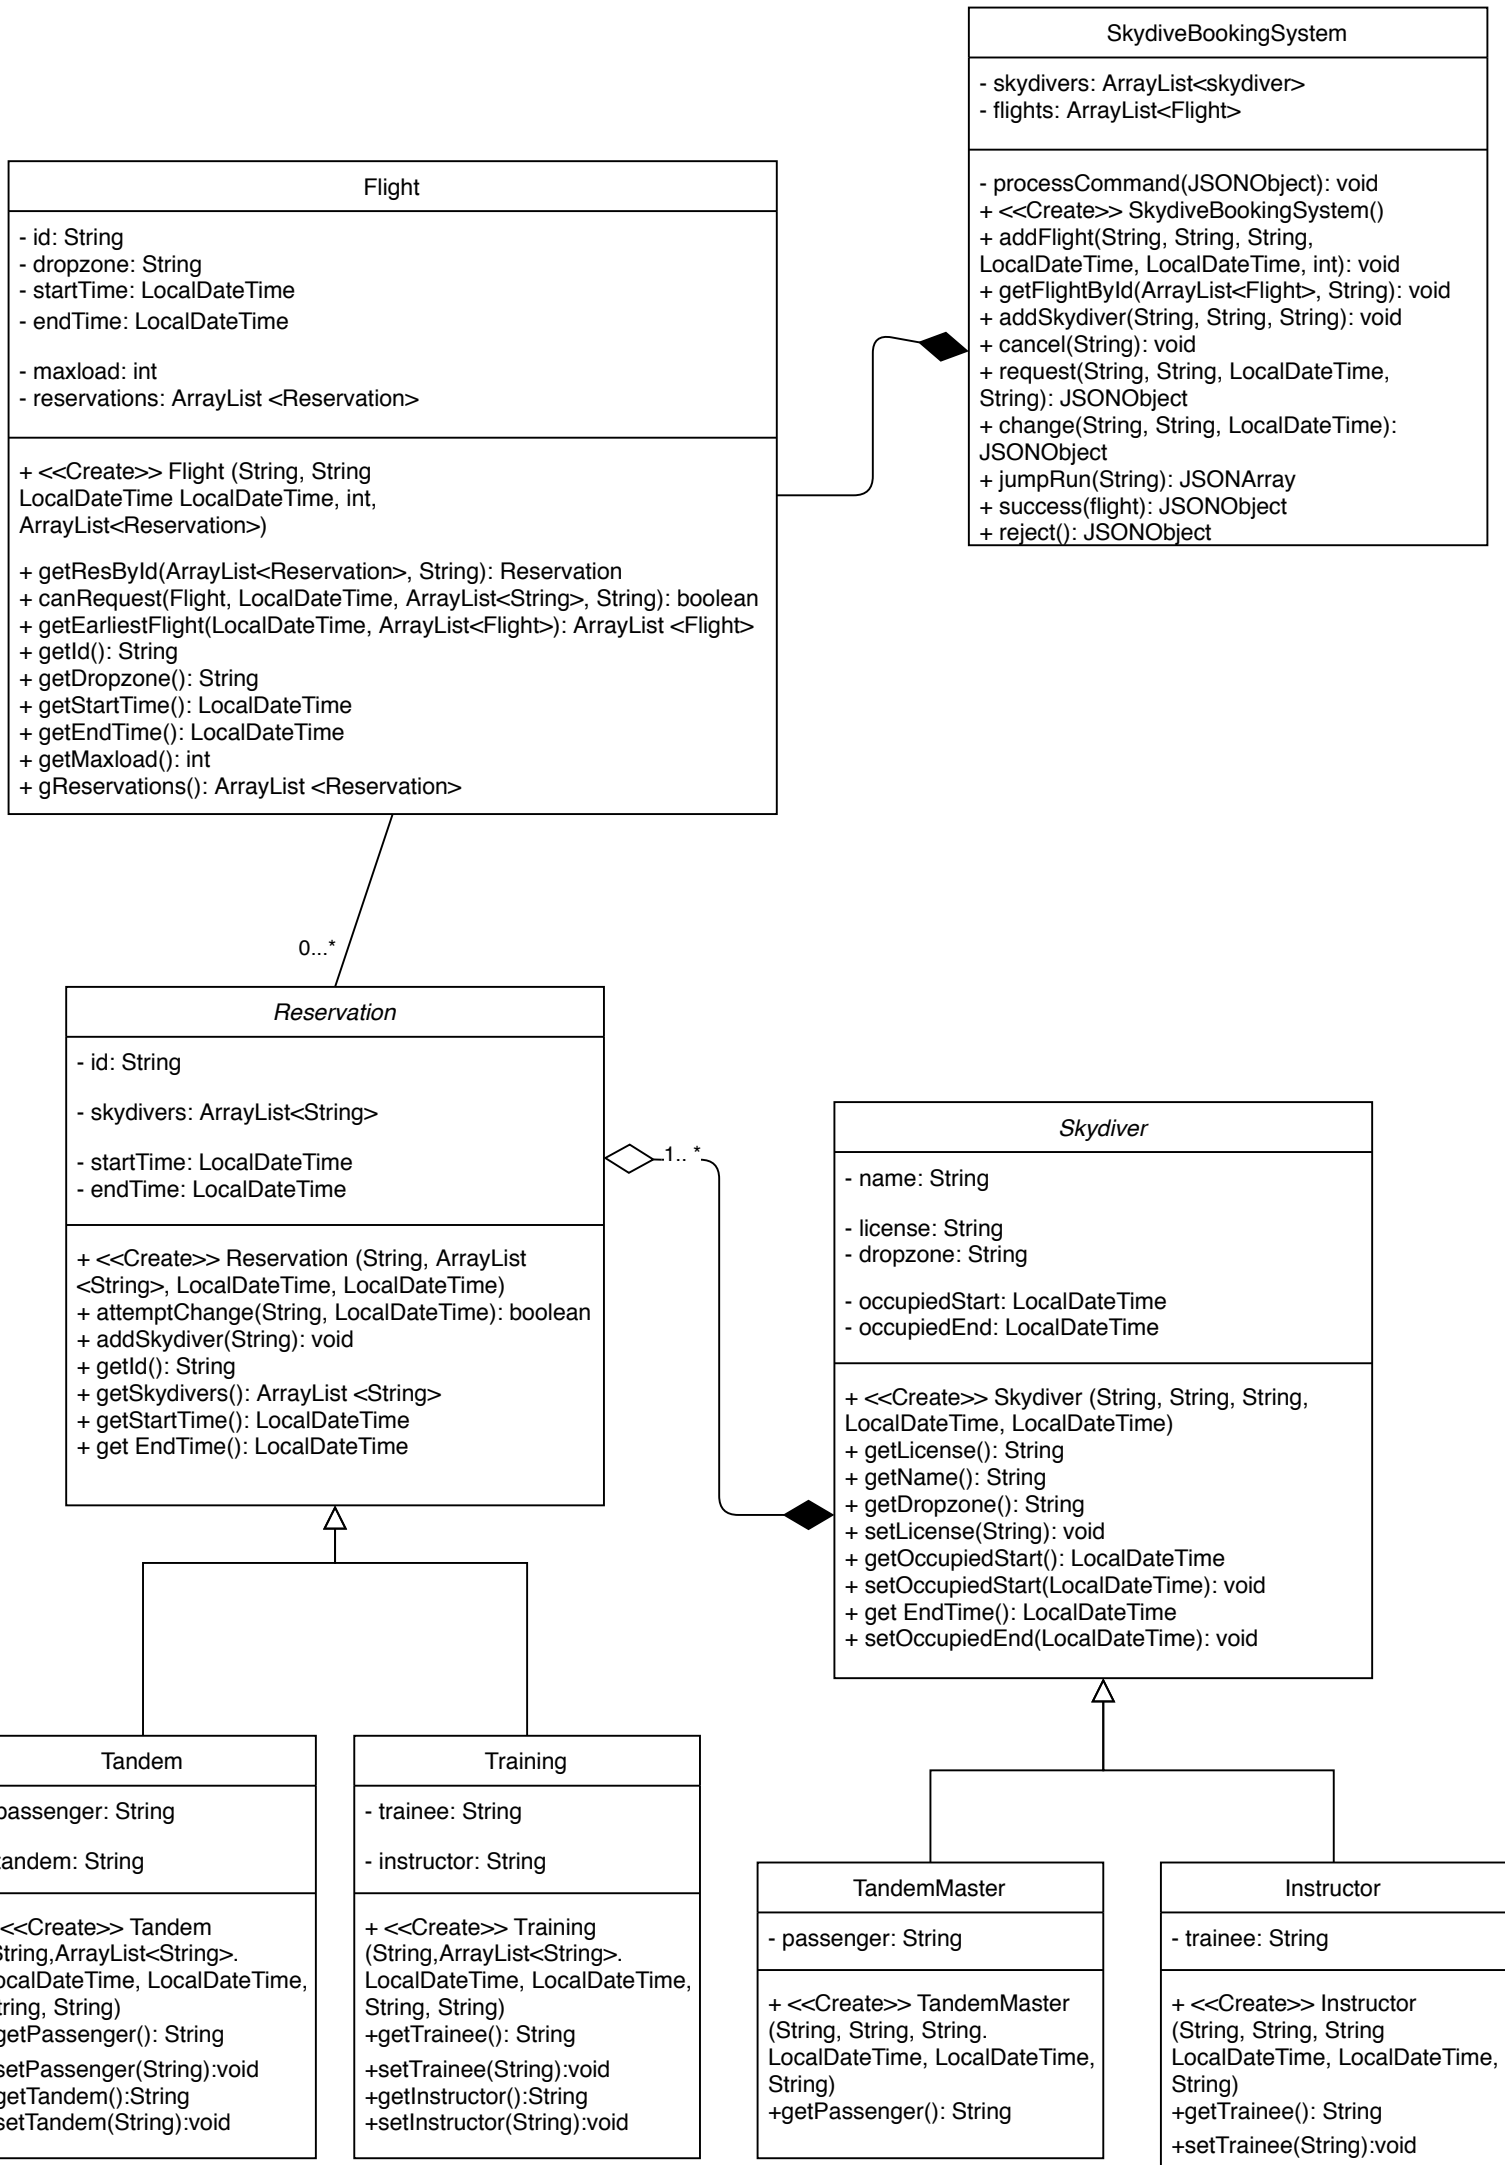 SkydiveBookingSystem
- skydivers: ArrayList<skydiver>
- flights: ArrayList<Flight>
- processCommand(JSONObject): void
+ <<Create>> SkydiveBookingSystem()
+ addFlight(String, String, String,
LocalDateTime, LocalDateTime, int): void
+ getFlightById(ArrayList<Flight>, String): void
+ addSkydiver(String, String, String): void
+ cancel(String): void
+ request(String, String, LocalDateTime,
String): JSONObject
+ change(String, String, LocalDateTime):
JSONObject
+ jumpRun(String): JSONArray
+ success(flight): JSONObject
+ reject(): JSONObject
Flight
- id: String
- dropzone: String
- startTime: LocalDateTime
- endTime: LocalDateTime
- maxload: int
- reservations: ArrayList <Reservation>
+ <<Create>> Flight (String, String
LocalDateTime LocalDateTime, int,
ArrayList<Reservation>)
+ getResById(ArrayList<Reservation>, String): Reservation
+ canRequest(Flight, LocalDateTime, ArrayList<String>, String): boolean
+ getEarliestFlight(LocalDateTime, ArrayList<Flight>): ArrayList <Flight>
+ getId(): String
+ getDropzone(): String
+ getStartTime(): LocalDateTime
+ getEndTime(): LocalDateTime
+ getMaxload(): int
+ gReservations(): ArrayList <Reservation>
0...*
Reservation
- id: String
- skydivers: ArrayList<String>
- startTime: LocalDateTime
- endTime: LocalDateTime
+ <<Create>> Reservation (String, ArrayList
<String>, LocalDateTime, LocalDateTime)
+ attemptChange(String, LocalDateTime): boolean
+ addSkydiver(String): void
+ getId(): String
+ getSkydivers(): ArrayList <String>
+ getStartTime(): LocalDateTime
+ get EndTime(): LocalDateTime
1.. *
Skydiver
- name: String
- license: String
- dropzone: String
- occupiedStart: LocalDateTime
- occupiedEnd: LocalDateTime
+ <<Create>> Skydiver (String, String, String,
LocalDateTime, LocalDateTime)
+ getLicense(): String
+ getName(): String
+ getDropzone(): String
+ setLicense(String): void
+ getOccupiedStart(): LocalDateTime
+ setOccupiedStart(LocalDateTime): void
+ get EndTime(): LocalDateTime
+ setOccupiedEnd(LocalDateTime): void
Tandem
passenger: String
tandem: String
<<Create>> Tandem
String,ArrayList<String>.
LocalDateTime, LocalDateTime,
String, String)
getPassenger(): String
setPassenger(String):void
getTandem():String
setTandem(String):void
Training
- trainee: String
- instructor: String
+ <<Create>> Training
(String,ArrayList<String>.
LocalDateTime, LocalDateTime,
String, String)
+getTrainee(): String
+setTrainee(String):void
+getInstructor():String
+setInstructor(String):void
TandemMaster
- passenger: String
+ <<Create>> TandemMaster
(String, String, String.
LocalDateTime, LocalDateTime,
String)
+getPassenger(): String
Instructor
- trainee: String
+ <<Create>> Instructor
(String, String, String
LocalDateTime, LocalDateTime,
String)
+getTrainee(): String
+setTrainee(String):void